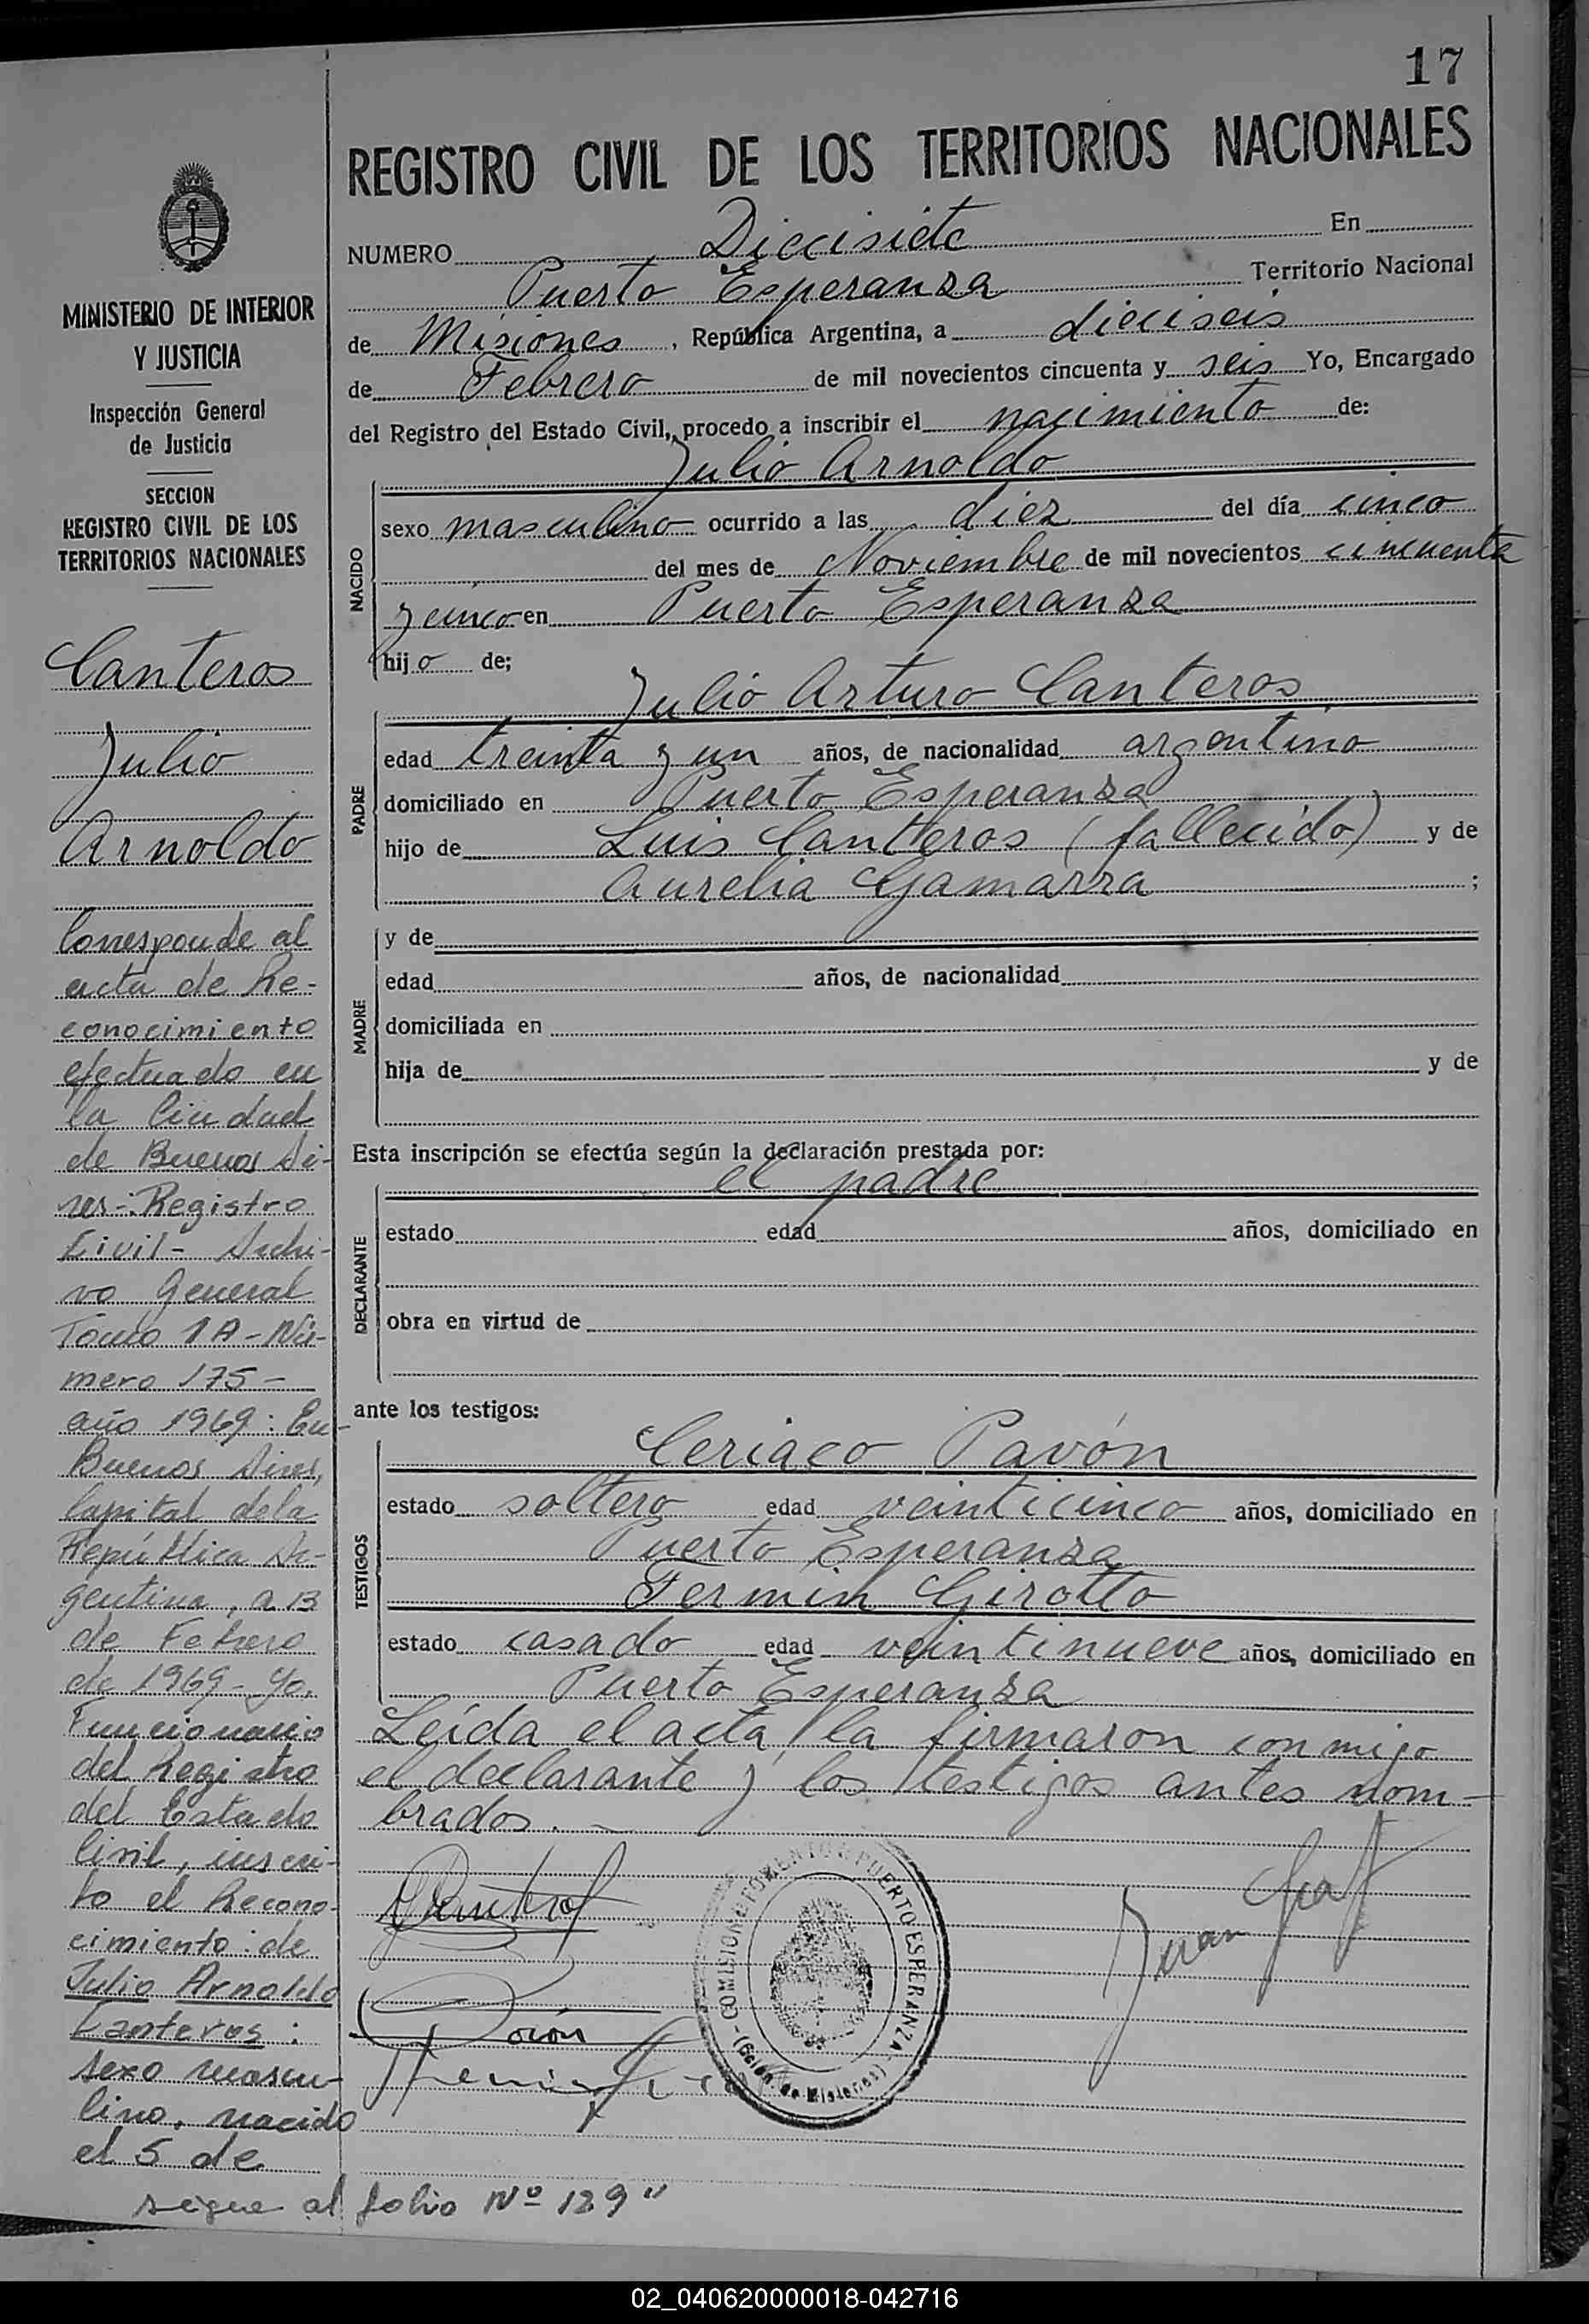 17
REGISTRO CIVIL DE LOS TERRITORIOS NACIONALES
NUMERO Diecisiete En
Puerto Esperanza Territorio Nacional
de Misiones, República Argentina, a dieciseis
de Febrero de mil novecientos cincuenta y seis Yo, Encargado
del Registro del Estado Civil, procedo a inscribir el nacimiento de:
Julio Arnoldo
NACIDO
sexo masculino ocurrido a las diez del día cinco
del mes de Noviembre de mil novecientos cincuenta
y cinco en Puerto Esperanza
hijo de;
Julio Arturo Canteros
PADRE
edad treinta y un años, de nacionalidad argentino
domiciliado en Puerto Esperanza
hijo de Luis Canteros (fallecido) y de
Aurelia Gamarra ;
MADRE
y de
edad años, de nacionalidad
domiciliada en
hija de y de
Esta inscripción se efectúa según la declaración prestada por:
el padre
DECLARANTE
estado edad años, domiciliado en
obra en virtud de
ante los testigos:
TESTIGOS
Ceriaco Pavón
estado soltero edad veinticinco años, domiciliado en
Puerto Esperanza
Fermin Girotto
estado casado edad veintinueve años, domiciliado en
Puerto Esperanza
Leída el acta, la firmaron conmigo
el declarante y los testigos antes nom-
brados. -
Juan
COMISION DE FOMENTO PUERTO ESPERANZA
(Gción de Misiones)
MINISTERIO DE INTERIOR
Y JUSTICIA
Inspección General
de Justicia
SECCION
REGISTRO CIVIL DE LOS
TERRITORIOS NACIONALES
Canteros
Julio
Arnoldo
Corresponde al
acta de Re-
conocimiento
efectuado en
la Ciudad
de Buenos Ai-
res-: Registro
Civil- Archi-
vo General
Tomo 1A - Nú-
mero 175 -
año 1969: En
Buenos Aires,
Capital de la
República Ar-
gentina, a 13
de Febrero
de 1969 - Yo,
Funcionario
del Registro
del Estado
Civil, inscri-
to el Recono-
cimiento: de
Julio Arnoldo
Canteros:
sexo mascu-
lino, nacido
el 5 de
sigue al folio Nº 129"
02_040620000018-042716